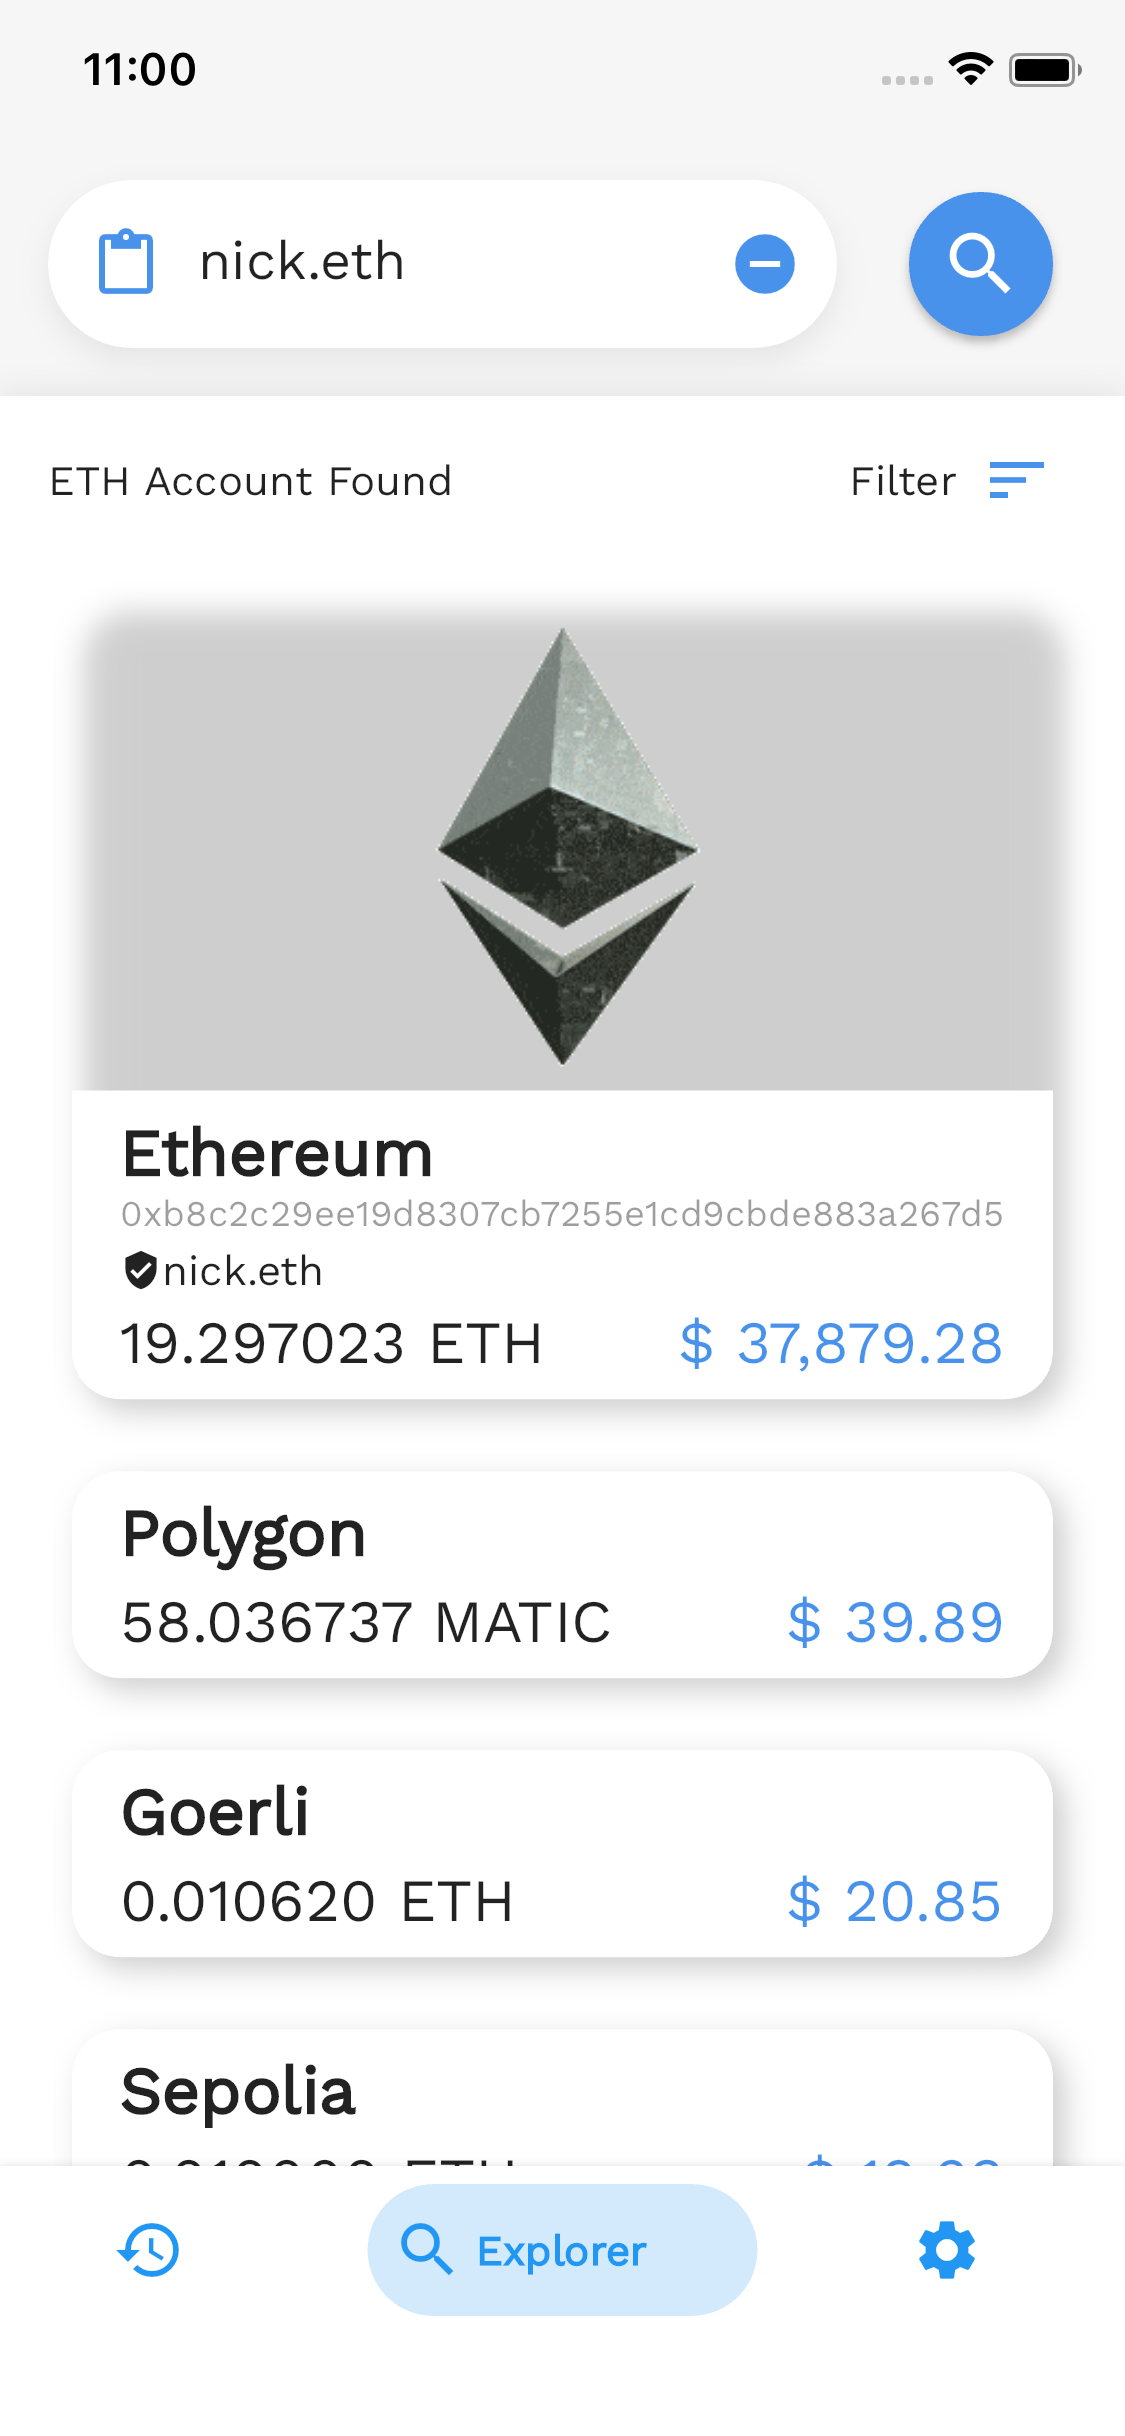 11:00
nick.eth
ETH Account Found
Filter
Ethereum
0xb8c2c29ee19d8307cb7255e1cd9cbde883a267d5
nick.eth
19.297023 ETH
$ 37,879.28
Polygon
58.036737 MATIC
$ 39.89
Goerli
0.010620 ETH
$ 20.85
Sepolia
ETH
Explorer